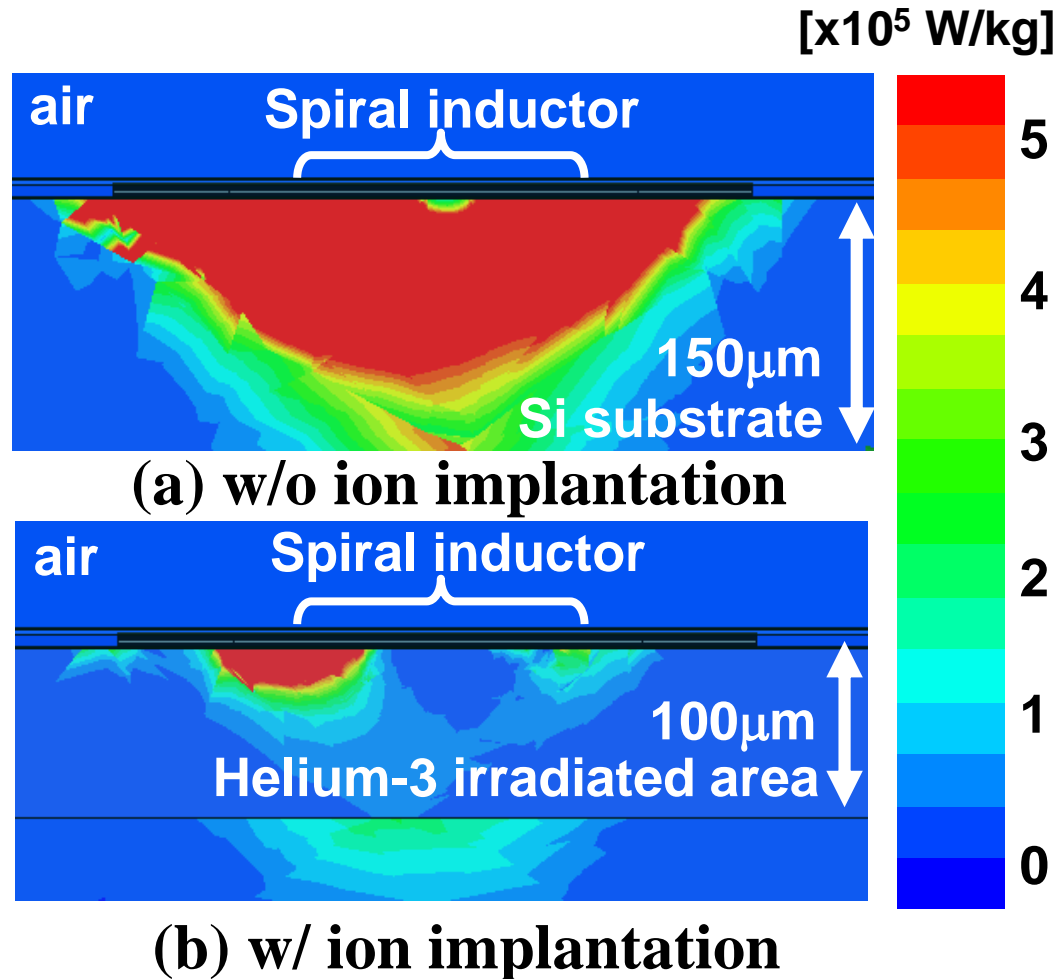 [x10⁵ W/kg]
air
Spiral inductor
150μm
Si substrate
(a) w/o ion implantation
air
Spiral inductor
100μm
Helium-3 irradiated area
(b) w/ ion implantation
5
4
3
2
1
0